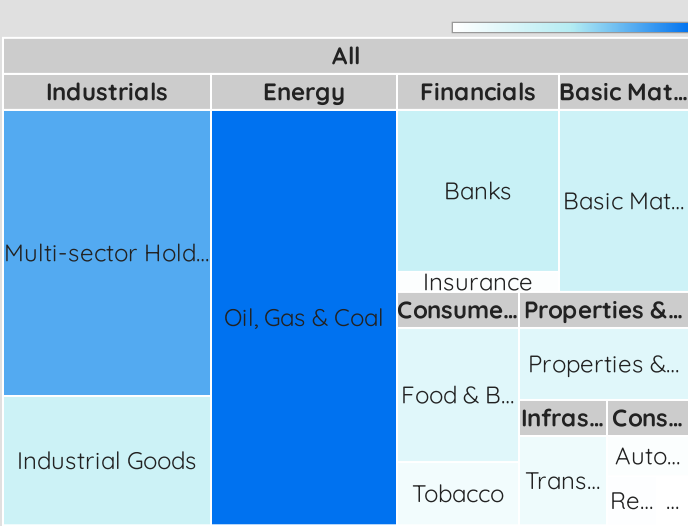 All
Industrials
Energy
Financials
Basic Mat...
Multi-sector Hold...
Industrial Goods
Oil, Gas & Coal
Banks
Insurance
Basic Mat...
Consume...
Food & B...
Tobacco
Properties &...
Properties &...
Infras...
Trans...
Cons...
Auto...
Re... ...